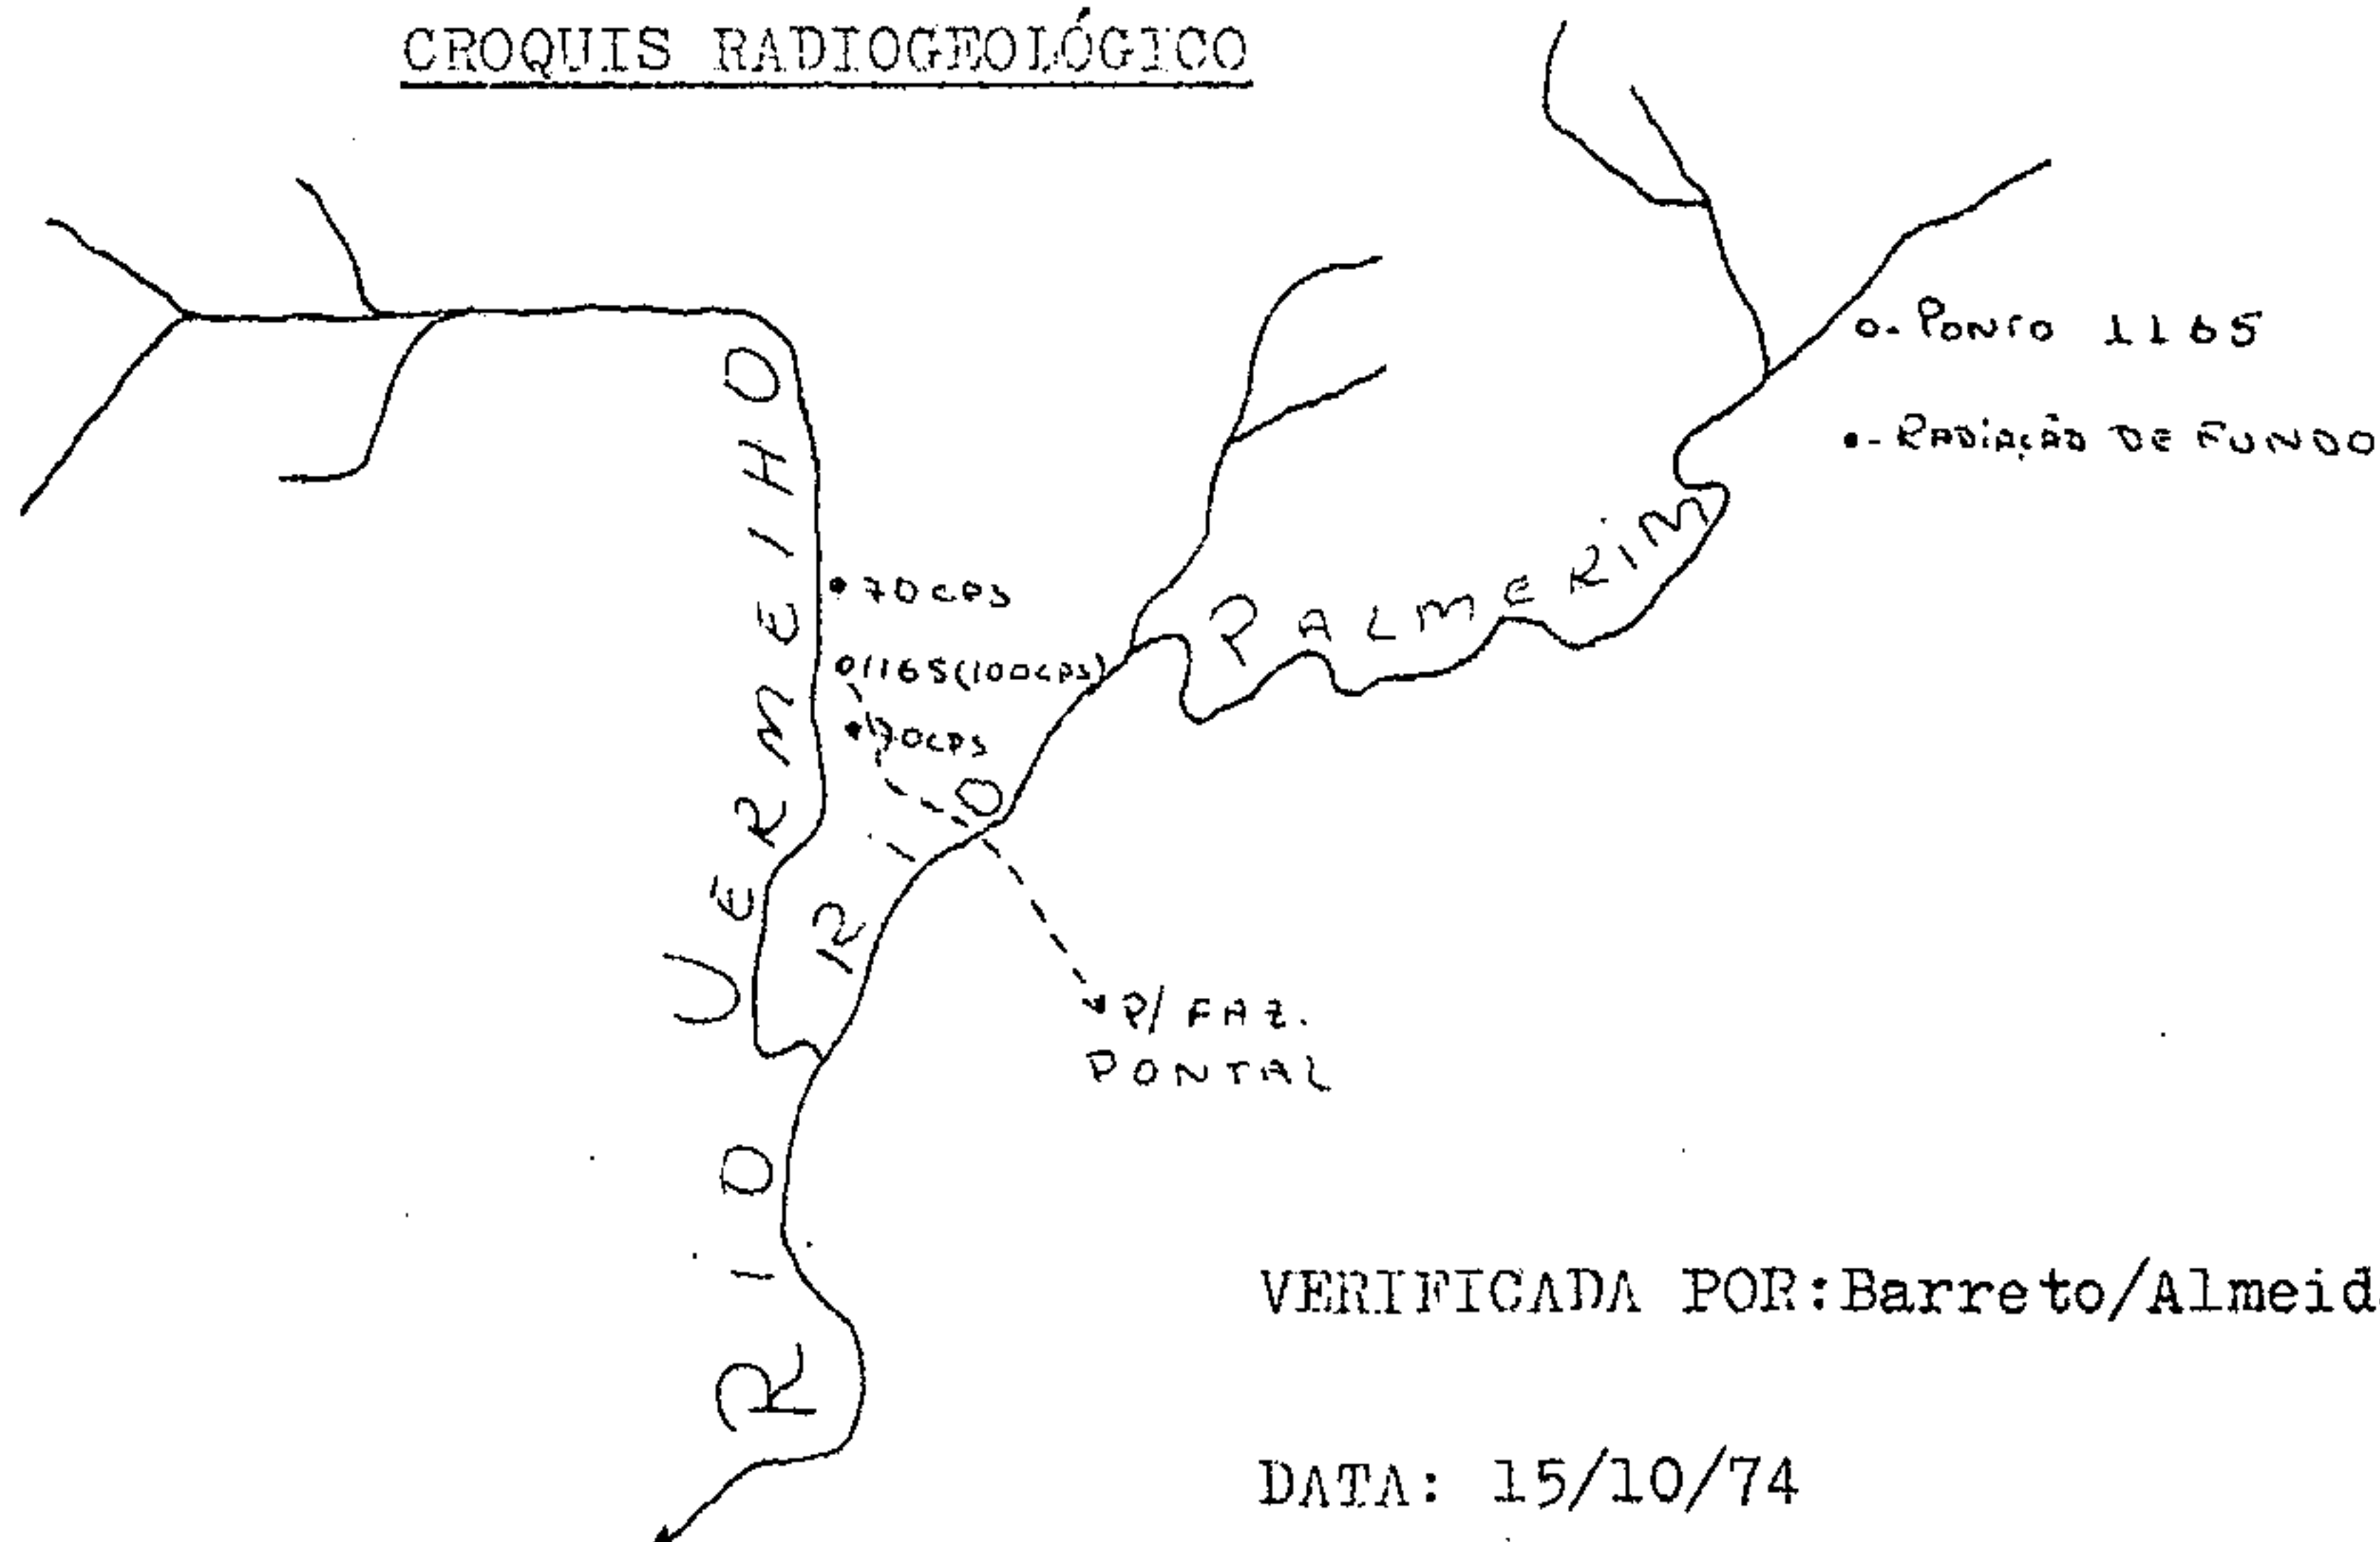 CROQUIS RADIOGEOLÓGICO
o- PONTO 1165
•- RADIAÇÃO DE FUNDO
RIO VERMEIHO
•70cps
o1165(100cps)
RIO PALMERIM
P/ FAZ.
PONTAL
VERIFICADA POR:Barreto/Almeid
DATA: 15/10/74